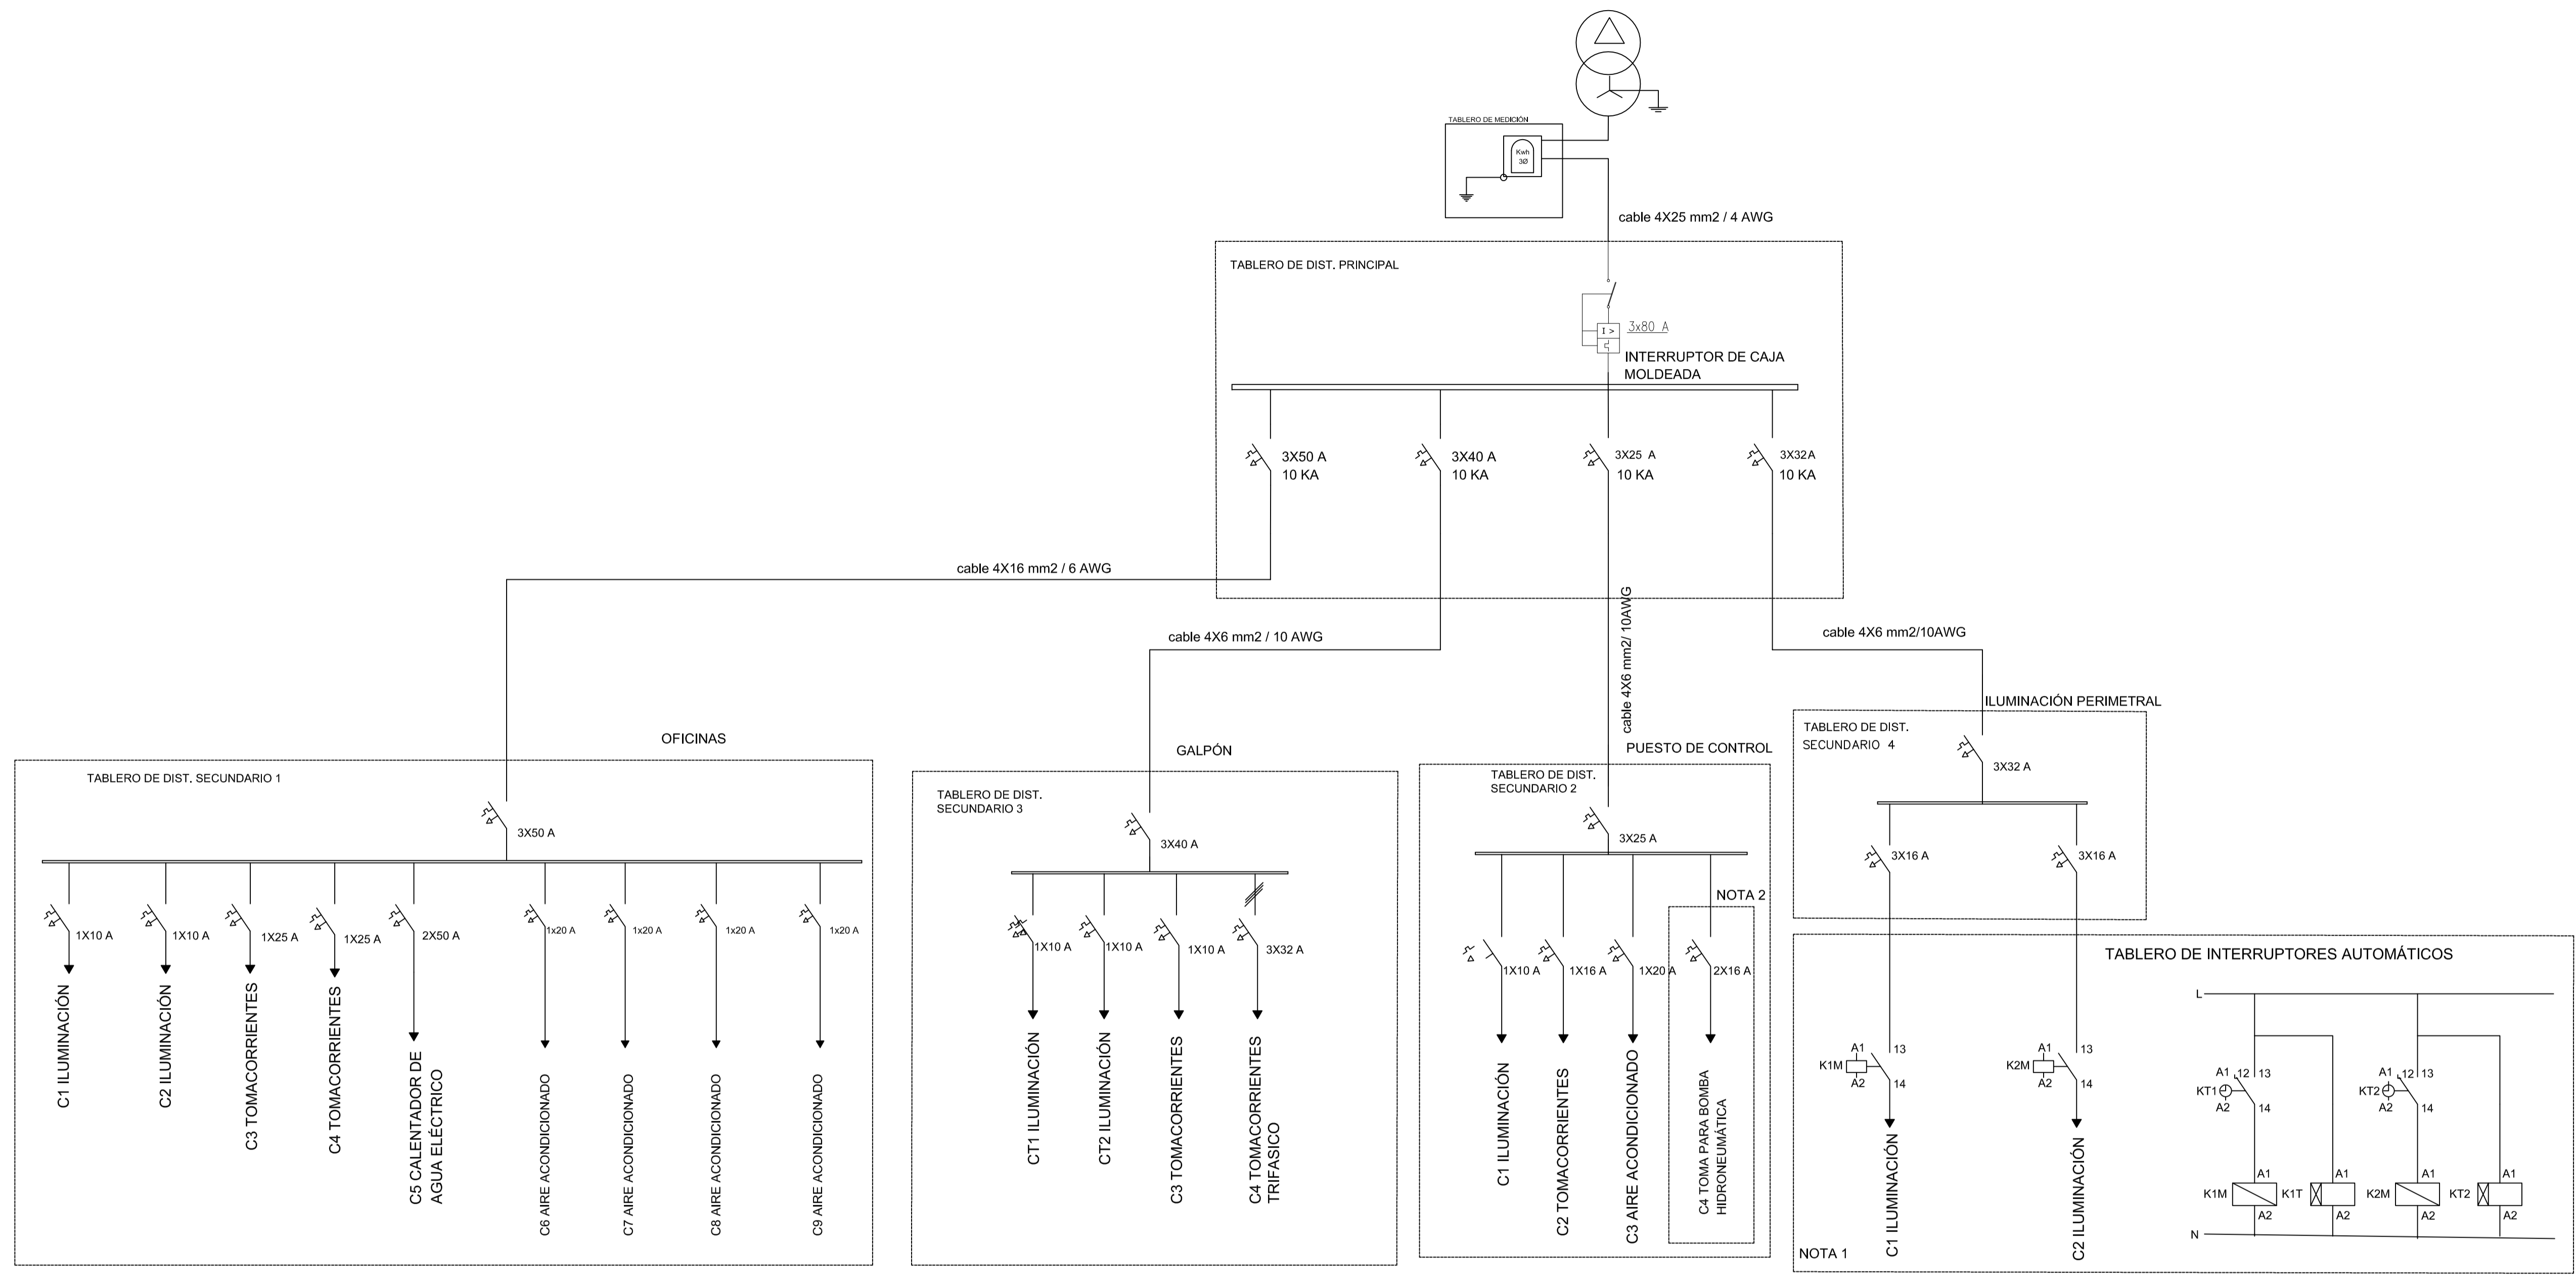 TABLERO DE MEDICIÓN
Kwh
3Ø
cable 4X25 mm2 / 4 AWG
TABLERO DE DIST. PRINCIPAL
I >
3x80 A
INTERRUPTOR DE CAJA
MOLDEADA
3X50 A
10 KA
3X40 A
10 KA
3X25 A
10 KA
3X32A
10 KA
cable 4X16 mm2 / 6 AWG
cable 4X6 mm2 / 10 AWG
cable 4X6 mm2/ 10AWG
cable 4X6 mm2/10AWG
OFICINAS
TABLERO DE DIST. SECUNDARIO 1
3X50 A
1X10 A
1X10 A
1X25 A
1X25 A
2X50 A
1x20 A
1x20 A
1x20 A
1x20 A
C1 ILUMINACIÓN
C2 ILUMINACIÓN
C3 TOMACORRIENTES
C4 TOMACORRIENTES
C5 CALENTADOR DE
AGUA ELÉCTRICO
C6 AIRE ACONDICIONADO
C7 AIRE ACONDICIONADO
C8 AIRE ACONDICIONADO
C9 AIRE ACONDICIONADO
GALPÓN
TABLERO DE DIST.
SECUNDARIO 3
3X40 A
1X10 A
1X10 A
1X10 A
3X32 A
CT1 ILUMINACIÓN
CT2 ILUMINACIÓN
C3 TOMACORRIENTES
C4 TOMACORRIENTES
TRIFASICO
PUESTO DE CONTROL
TABLERO DE DIST.
SECUNDARIO 2
3X25 A
NOTA 2
1X10 A
1X16 A
1X20 A
2X16 A
C1 ILUMINACIÓN
C2 TOMACORRIENTES
C3 AIRE ACONDICIONADO
C4 TOMA PARA BOMBA
HIDRONEUMÁTICA
ILUMINACIÓN PERIMETRAL
TABLERO DE DIST.
SECUNDARIO 4
3X32 A
3X16 A
3X16 A
TABLERO DE INTERRUPTORES AUTOMÁTICOS
L
A1
13
K1M
A2
14
A1
13
K2M
A2
14
A1
12
13
KT1
A2
14
A1
12
13
KT2
A2
14
A1
K1M
A2
A1
K1T
A2
A1
K2M
A2
A1
KT2
A2
N
C1 ILUMINACIÓN
C2 ILUMINACIÓN
NOTA 1